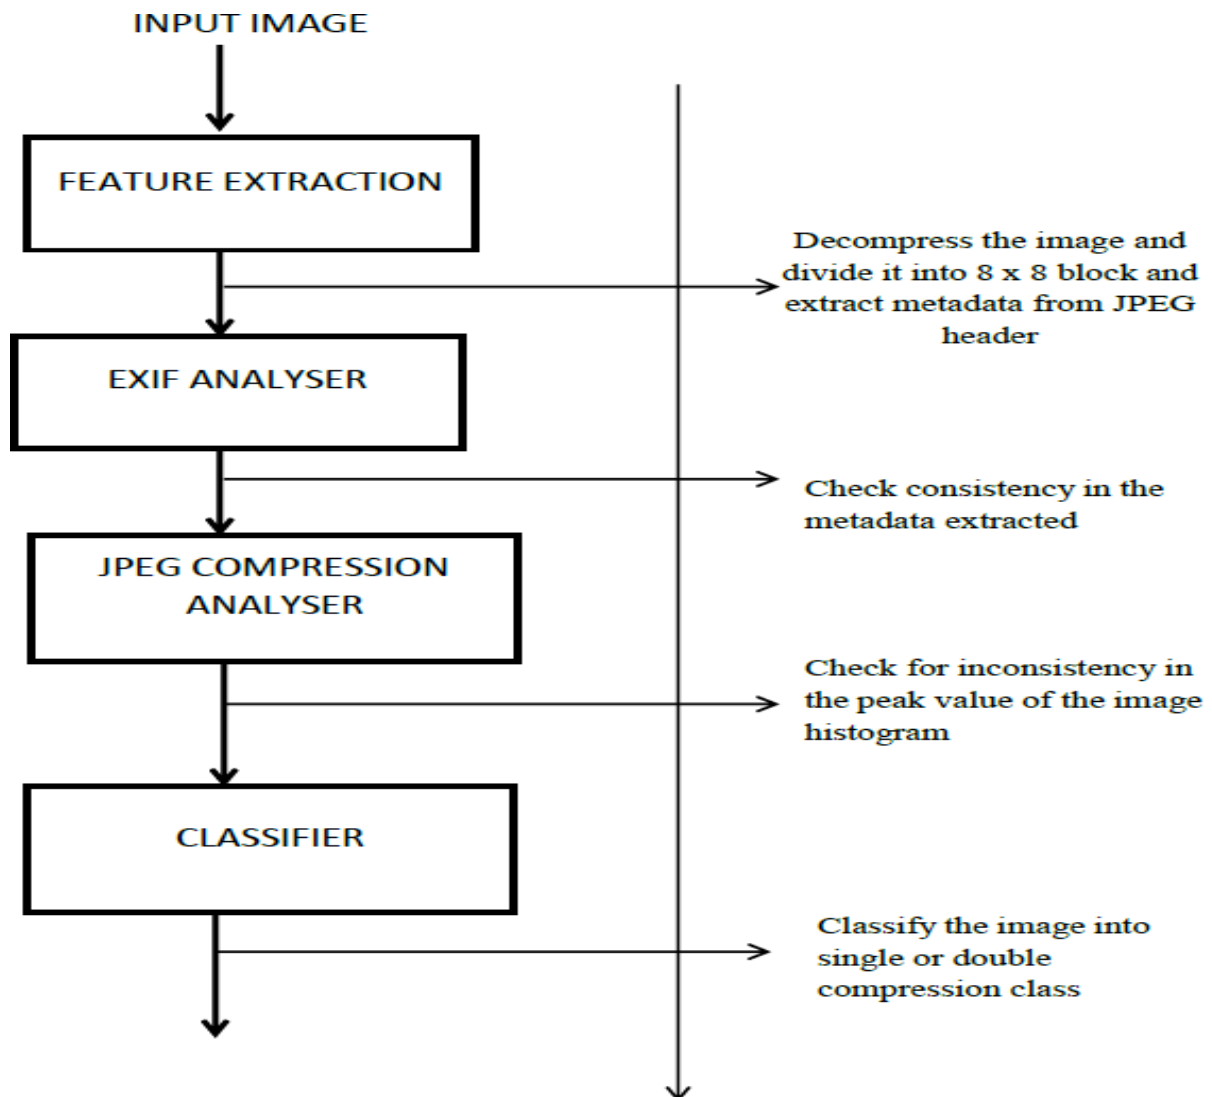 INPUT IMAGE
FEATURE EXTRACTION
Decompress the image and
divide it into 8 x 8 block and
extract metadata from JPEG
header
EXIF ANALYSER
Check consistency in the
metadada extracted
JPEG COMPRESSION
ANALYSER
Check for inconsistency in
the peak value of the image
histogram
CLASSIFIER
Classify the image into
single or double
compression class